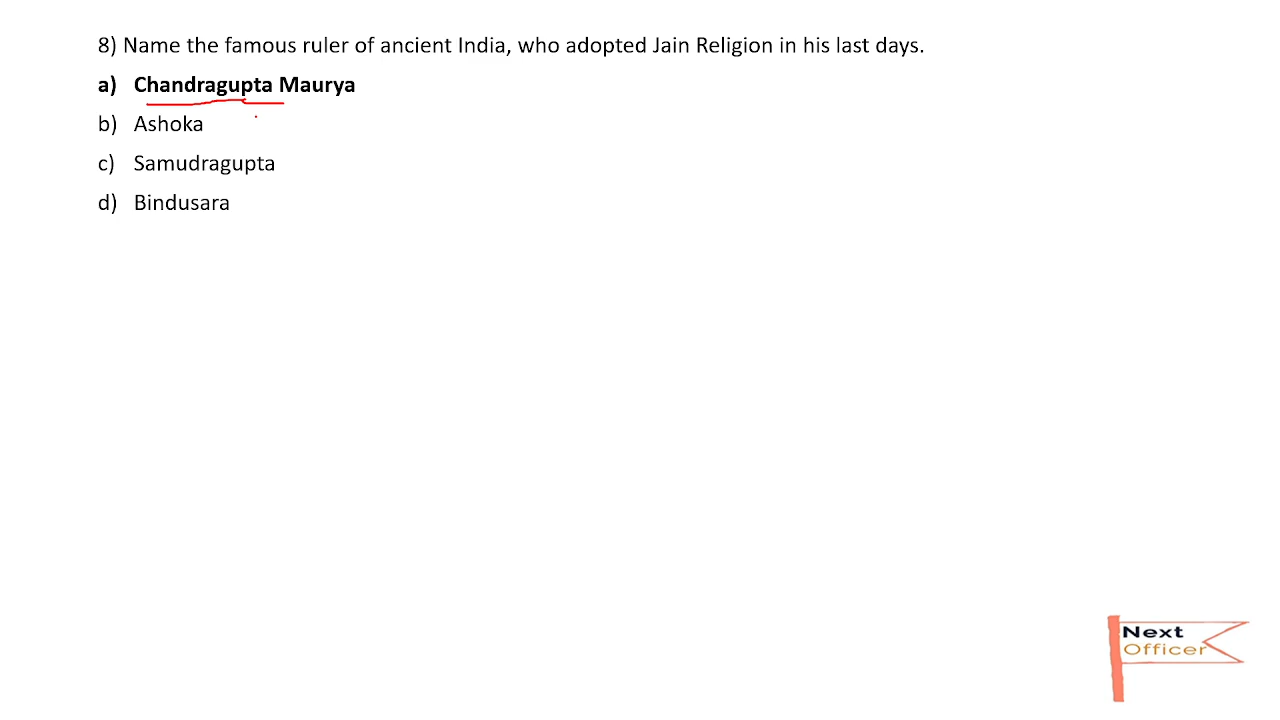 8) Name the famous ruler of ancient India, who adopted Jain Religion in his last days.
a) Chandragupta Maurya
b) Ashoka
c) Samudragupta
d) Bindusara
Next
Officer